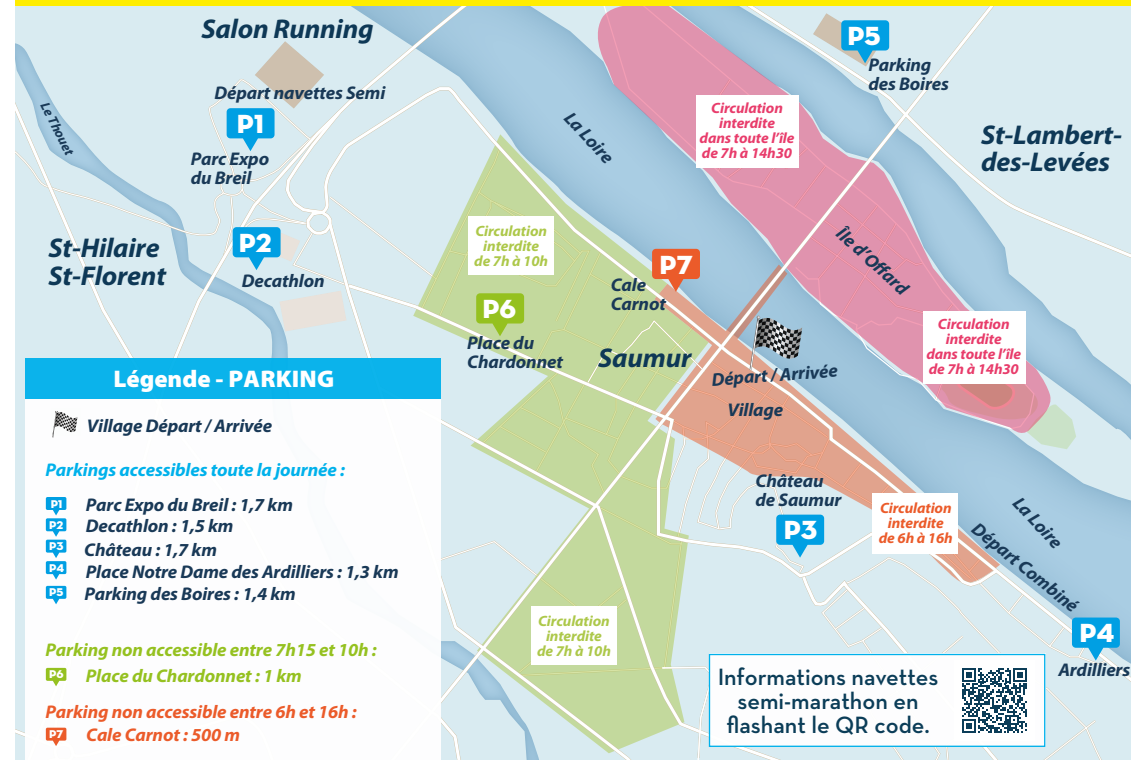 Salon Running
Départ navettes Semi
P1
Parc Expo
du Breil
Le Thouet
St-Hilaire
St-Florent
P2
Decathlon
La Loire
Circulation
interdite
dans toute l'île
de 7h à 14h30
P5
Parking
des Boires
St-Lambert-
des-Levées
Île d'Offard
Circulation
interdite
de 7h à 10h
P7
Cale
Carnot
P6
Place du
Chardonnet
Saumur
Départ / Arrivée
Village
Circulation
interdite
dans toute l'île
de 7h à 14h30
Château
de Saumur
P3
Circulation
interdite
de 6h à 16h
La Loire
Départ Combiné
P4
Ardilliers
Circulation
interdite
de 7h à 10h
Légende - PARKING
Village Départ / Arrivée
Parkings accessibles toute la journée :
P1 Parc Expo du Breil : 1,7 km
P2 Decathlon : 1,5 km
P3 Château : 1,7 km
P4 Place Notre Dame des Ardilliers : 1,3 km
P5 Parking des Boires : 1,4 km
Parking non accessible entre 7h15 et 10h :
P6 Place du Chardonnet : 1 km
Parking non accessible entre 6h et 16h :
P7 Cale Carnot : 500 m
Informations navettes
semi-marathon en
flashant le QR code.